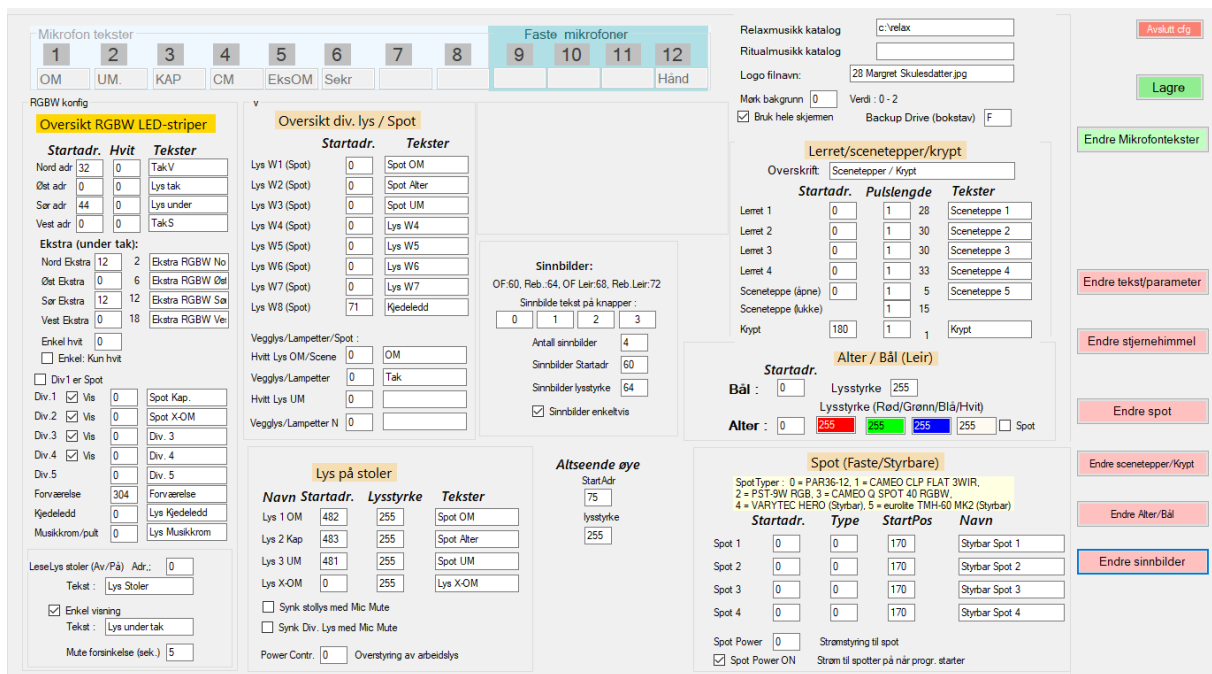 Mikrofon tekster
Faste mikrofoner
1 2 3 4 5 6 7 8 9 10 11 12
OM UM. KAP CM EksOM Sekr Hånd
RGBW konfig
Oversikt RGBW LED-striper
Startadr. Hvit Tekster
Nord adr 32 0 TakV
Øst adr 0 0 Lys tak
Sør adr 44 0 Lys under
Vest adr 0 0 TakS
Ekstra (under tak):
Nord Ekstra 12 2 Ekstra RGBW No
Øst Ekstra 0 6 Ekstra RGBW Øst
Sør Ekstra 12 12 Ekstra RGBW Sø
Vest Ekstra 0 18 Ekstra RGBW Ve
Enkel hvit 0
Enkel: Kun hvit
Div1 er Spot
Div.1 Vis 0 Spot Kap.
Div.2 Vis 0 Spot X-OM
Div.3 Vis 0 Div. 3
Div.4 Vis 0 Div. 4
Div.5 0 Div. 5
Forværelse 304 Forværelse
Kjedeledd 0 Lys Kjedeledd
Musikkrom/pult 0 Lys Musikkrom
LeseLys stoler (Av/På) Adr.: 0
Tekst : Lys Stoler
Enkel visning
Tekst : Lys under tak
Mute forsinkelse (sek.) 5
v
Oversikt div. lys / Spot
Startadr. Tekster
Lys W1 (Spot) 0 Spot OM
Lys W2 (Spot) 0 Spot Alter
Lys W3 (Spot) 0 Spot UM
Lys W4 (Spot) 0 Lys W4
Lys W5 (Spot) 0 Lys W5
Lys W6 (Spot) 0 Lys W6
Lys W7 (Spot) 0 Lys W7
Lys W8 (Spot) 71 Kjedeledd
Vegglys/Lampetter/Spot :
Hvitt Lys OM/Scene 0 OM
Vegglys/Lampetter 0 Tak
Hvitt Lys UM 0
Vegglys/Lampetter N 0
Lys på stoler
Navn Startadr. Lysstyrke Tekster
Lys 1 OM 482 255 Spot OM
Lys 2 Kap 483 255 Spot Alter
Lys 3 UM 481 255 Spot UM
Lys X-OM 0 255 Lys X-OM
Synk stollys med Mic Mute
Synk Div. Lys med Mic Mute
Power Contr. 0 Overstyring av arbeidslys
Sinnbilder:
OF:60, Reb.:64, OF Leir:68, Reb.Leir:72
Sinnbilde tekst på knapper :
0 1 2 3
Antall sinnbilder 4
Sinnbilder Startadr 60
Sinnbilder lysstyrke 64
Sinnbilder enkeltvis
Altseende øye
StartAdr
75
lysstyrke
255
Relaxmusikk katalog c:\relax
Ritualmusikk katalog
Logo filnavn: 28 Margret Skulesdatter.jpg
Mørk bakgrunn 0 Verdi : 0 - 2
Bruk hele skjermen Backup Drive (bokstav) F
Lerret/scenetepper/krypt
Overskrift: Scenetepper / Krypt
Startadr. Pulslengde Tekster
Lerret 1 0 1 28 Sceneteppe 1
Lerret 2 0 1 30 Sceneteppe 2
Lerret 3 0 1 30 Sceneteppe 3
Lerret 4 0 1 33 Sceneteppe 4
Sceneteppe (åpne) 0 1 5 Sceneteppe 5
Sceneteppe (lukke) 1 15
Krypt 180 1 1 Krypt
Alter / Bål (Leir)
Startadr.
Bål : 0 Lysstyrke 255
Lysstyrke (Rød/Grønn/Blå/Hvit)
Alter : 0 255 255 255 255 Spot
Spot (Faste/Styrbare)
SpotTyper : 0 = PAR36-12, 1 = CAMEO CLP FLAT 3WIR,
2 = PST-9W RGB, 3 = CAMEO Q SPOT 40 RGBW,
4 = VARYTEC HERO (Styrbar), 5 = eurolite TMH-60 MK2 (Styrbar)
Startadr. Type StartPos Navn
Spot 1 0 0 170 Styrbar Spot 1
Spot 2 0 0 170 Styrbar Spot 2
Spot 3 0 0 170 Styrbar Spot 3
Spot 4 0 0 170 Styrbar Spot 4
Spot Power 0 Strømstyring til spot
Spot Power ON Strøm til spotter på når progr. starter
Avslutt cfg
Lagre
Endre Mikrofontekster
Endre tekst/parameter
Endre stjernehimmel
Endre spot
Endre scenetepper/Krypt
Endre Alter/Bål
Endre sinnbilder